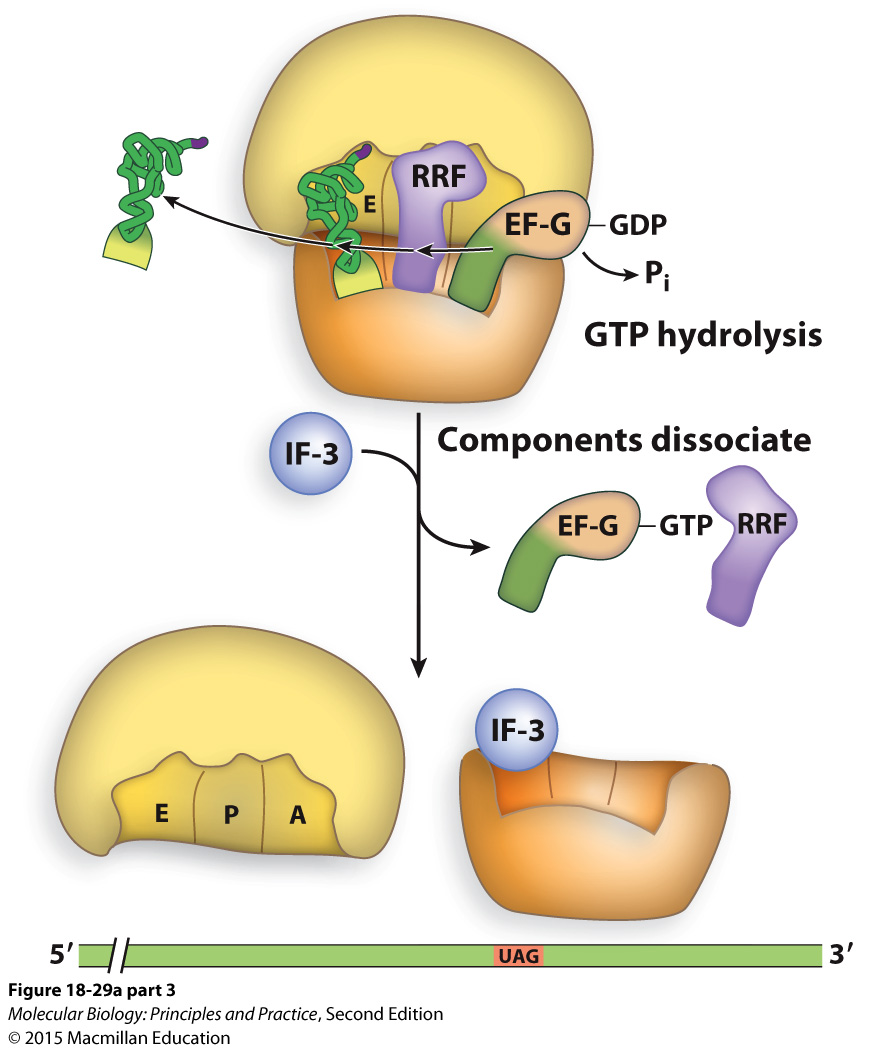 RRF
E
EF-G
GDP
Pi
GTP hydrolysis
IF-3
Components dissociate
EF-G
GTP
RRF
IF-3
E
P
A
5′
UAG
3′
Figure 18-29a part 3
Molecular Biology: Principles and Practice, Second Edition
© 2015 Macmillan Education